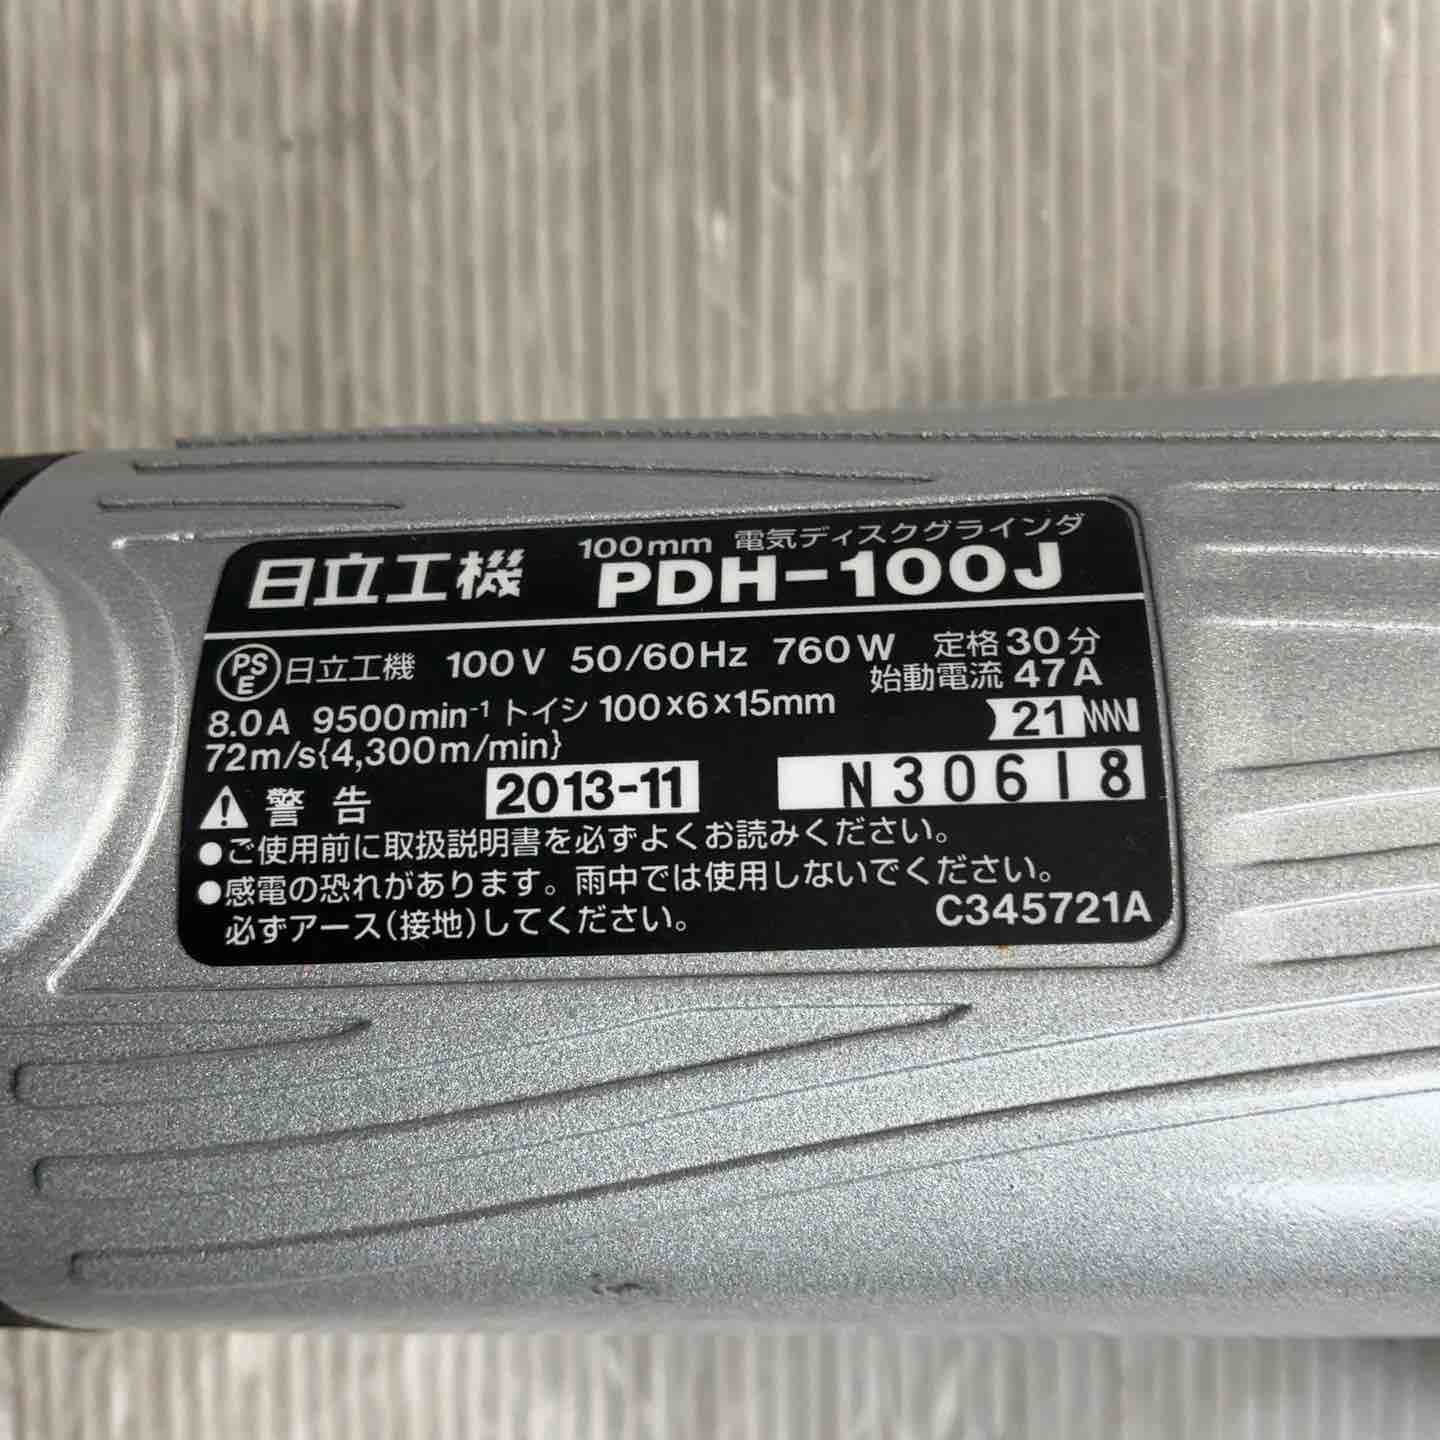 日立工機 100mm 電気ディスクグラインダ
PDH-100J
PSE 日立工機 100V 50/60Hz 760W 定格30分
始動電流 47A
8.0A 9500min⁻¹ トイシ 100×6×15mm
72m/s{4,300m/min} 21
警告 2013-11 N30618
●ご使用前に取扱説明書を必ずよくお読みください。
●感電の恐れがあります。雨中では使用しないでください。
必ずアース(接地)してください。 C345721A